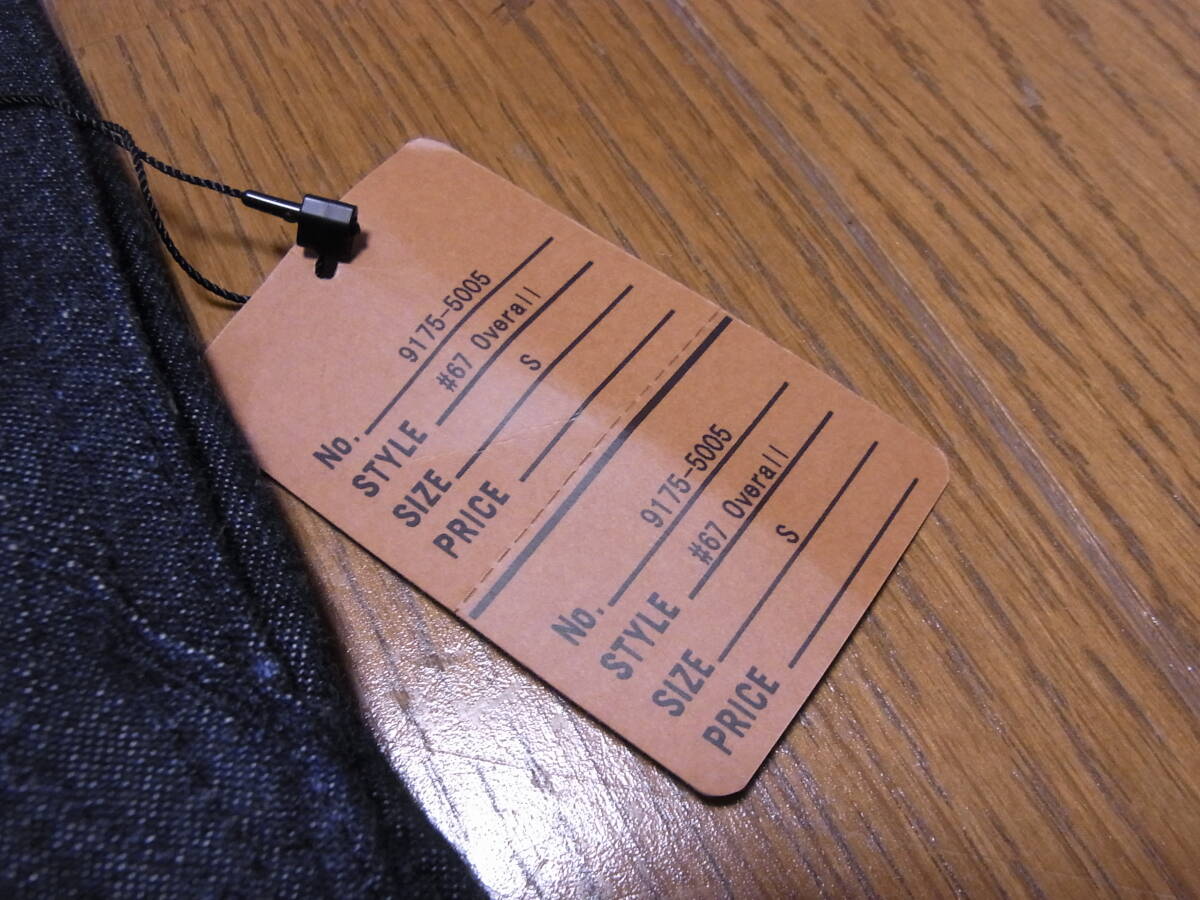 No. 9175-5005
STYLE #67 Overall
SIZE S
PRICE
No. 9175-5005
STYLE #67 Overall
SIZE S
PRICE